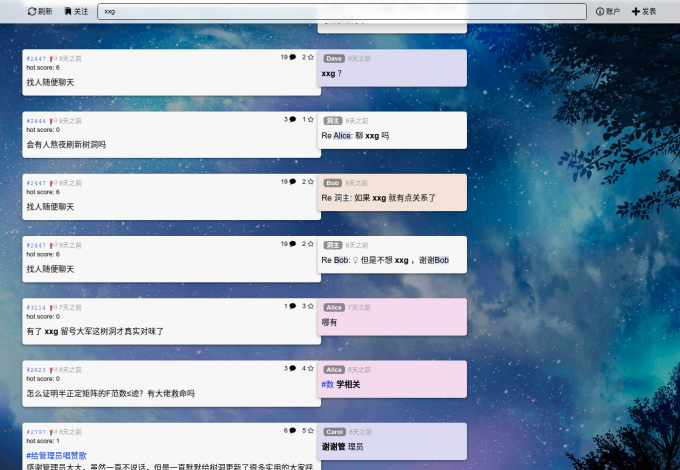 刷新 关注 xxg 账户 发表
#2447 9天之前 19 2
hot score: 6
找人随便聊天
Dave 9天之前
xxg ？
#2444 9天之前 3 1
hot score: 0
会有人熬夜刷新树洞吗
洞主 9天之前
Re Alice: 聊 xxg 吗
#2447 9天之前 19 2
hot score: 6
找人随便聊天
Bob 9天之前
Re 洞主: 如果 xxg 就有点关系了
#2447 9天之前 19 2
hot score: 6
找人随便聊天
洞主 9天之前
Re Bob: ♀ 但是不想 xxg ，谢谢Bob
#3114 7天之前 1 3
hot score: 0
有了 xxg 留号大军这树洞才真实对味了
Alice 7天之前
哪有
#2823 8天之前 3 4
hot score: 0
怎么证明半正定矩阵的F范数≤迹？有大佬救命吗
Alice 8天之前
#数 学相关
#2797 8天之前 6 5
hot score: 1
#给管理员唱赞歌
感谢管理员大大，虽然一直不说话，但是一直默默给树洞更新了很多实用的大家呼
Carol 8天之前
谢谢管 理员